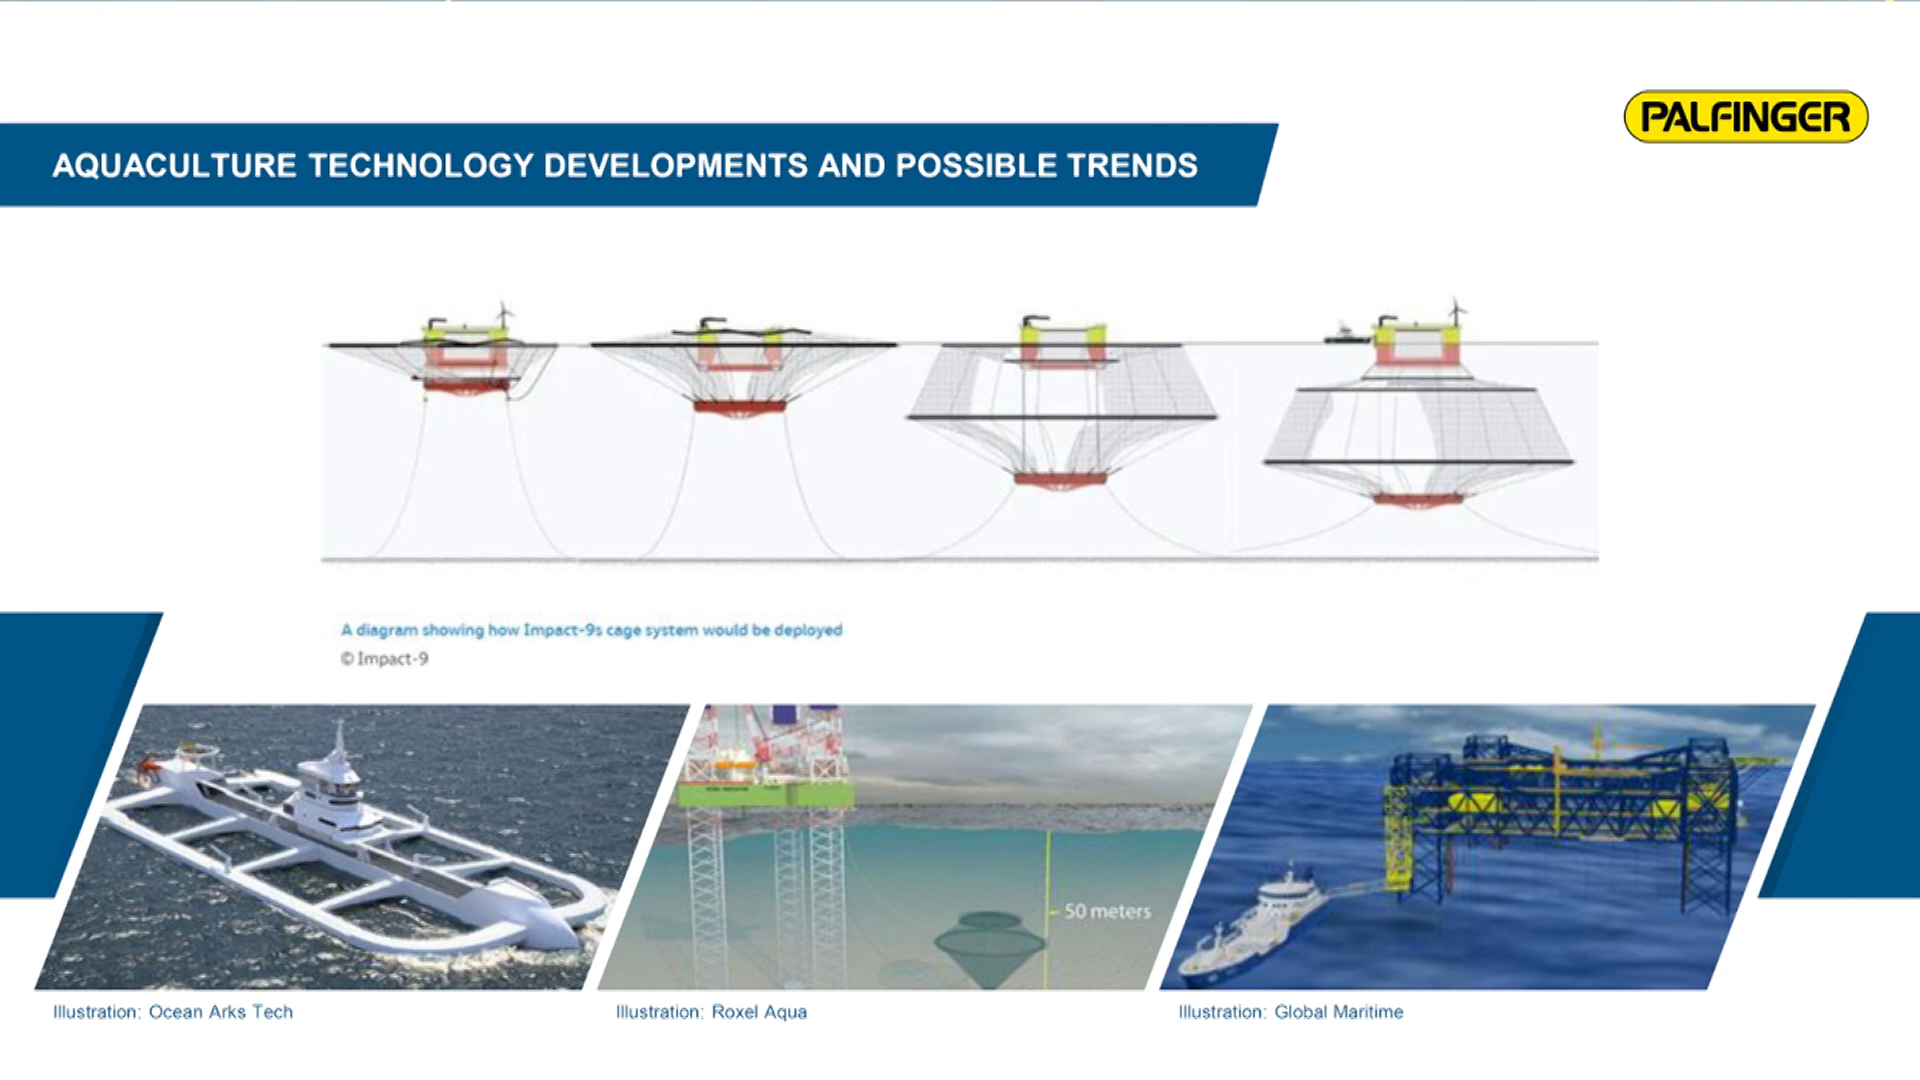 PALFINGER
AQUACULTURE TECHNOLOGY DEVELOPMENTS AND POSSIBLE TRENDS
A diagram showing how Impact-9s cage system would be deployed
© Impact-9
50 meters
Illustration: Ocean Arks Tech
Illustration: Roxel Aqua
Illustration: Global Maritime